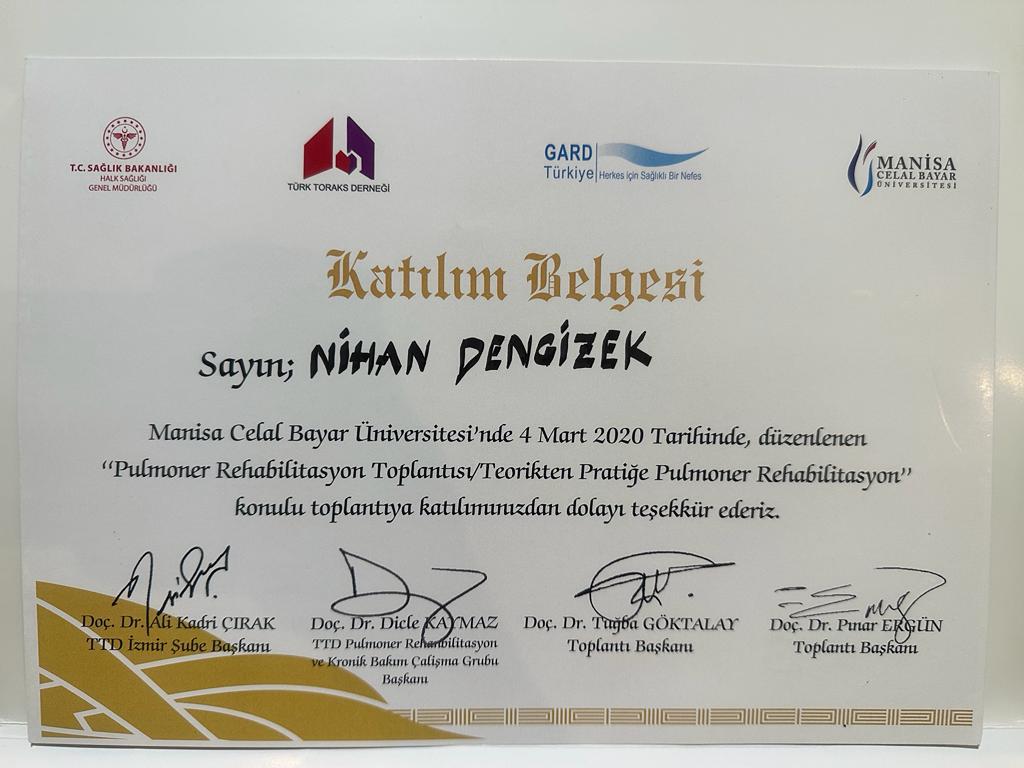 T.C. SAĞLIK BAKANLIĞI
HALK SAĞLIĞI
GENEL MÜDÜRLÜĞÜ
TÜRK TORAKS DERNEĞİ
GARD
Türkiye
Herkes için Sağlıklı Bir Nefes
MANİSA
CELAL BAYAR
ÜNİVERSİTESİ
Katılım Belgesi
Sayın; NİHAN DENGİZEK
Manisa Celal Bayar Üniversitesi'nde 4 Mart 2020 Tarihinde, düzenlenen
"Pulmoner Rehabilitasyon Toplantısı/Teorikten Pratiğe Pulmoner Rehabilitasyon"
konulu toplantıya katılımınızdan dolayı teşekkür ederiz.
Doç. Dr. Ali Kadri ÇIRAK
TTD İzmir Şube Başkanı
Doç. Dr. Dicle KAYMAZ
TTD Pulmoner Rehabilitasyon
ve Kronik Bakım Çalişma Grubu
Başkanı
Doç. Dr. Tuğba GÖKTALAY
Toplantı Başkanı
Doç. Dr. Pınar ERGÜN
Toplantı Başkanı